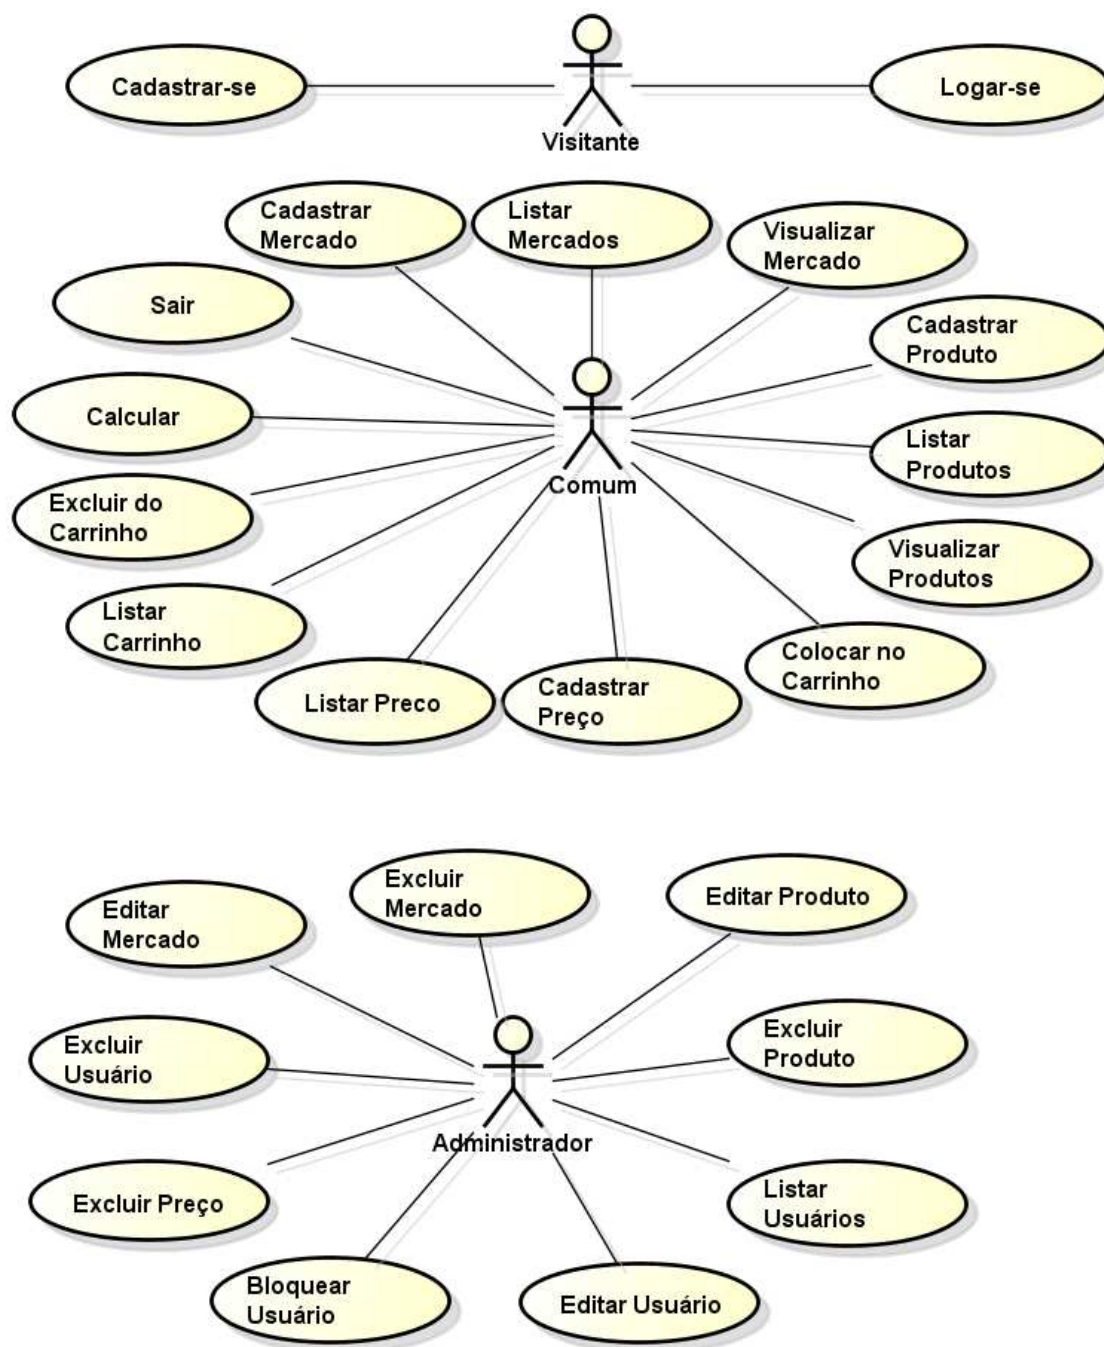 Cadastrar-se
Logar-se
Visitante
Cadastrar
Mercado
Listar
Mercados
Visualizar
Mercado
Sair
Cadastrar
Produto
Calcular
Listar
Produtos
Comum
Excluir do
Carrinho
Visualizar
Produtos
Listar
Carrinho
Colocar no
Carrinho
Listar Preco
Cadastrar
Preço
Editar
Mercado
Excluir
Mercado
Editar Produto
Excluir
Usuário
Excluir
Produto
Administrador
Excluir Preço
Listar
Usuários
Bloquear
Usuário
Editar Usuário